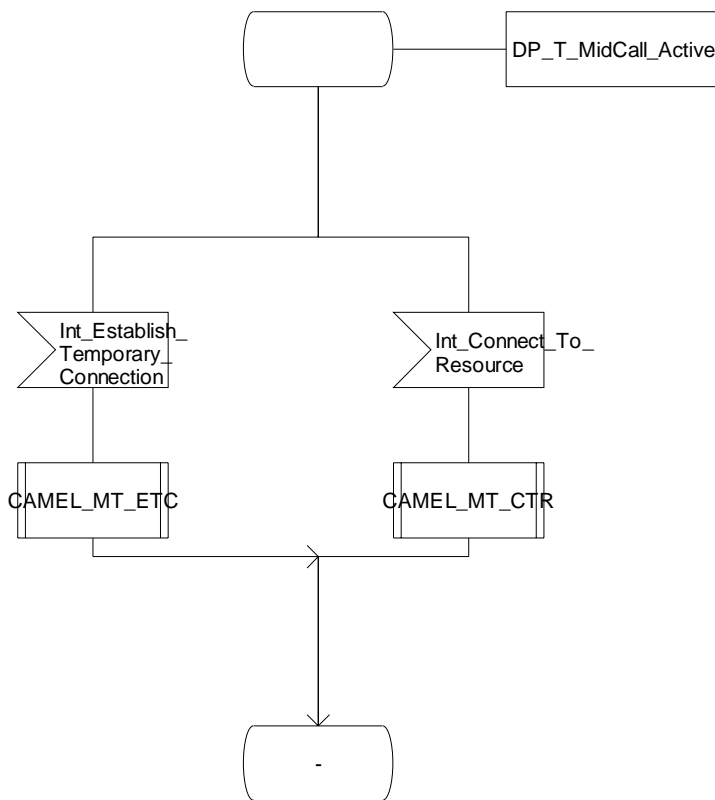 DP_T_MidCall_Active
Int_Establish_
Temporary_
Connection
Int_Connect_To_
Resource
CAMEL_MT_ETC
CAMEL_MT_CTR
-